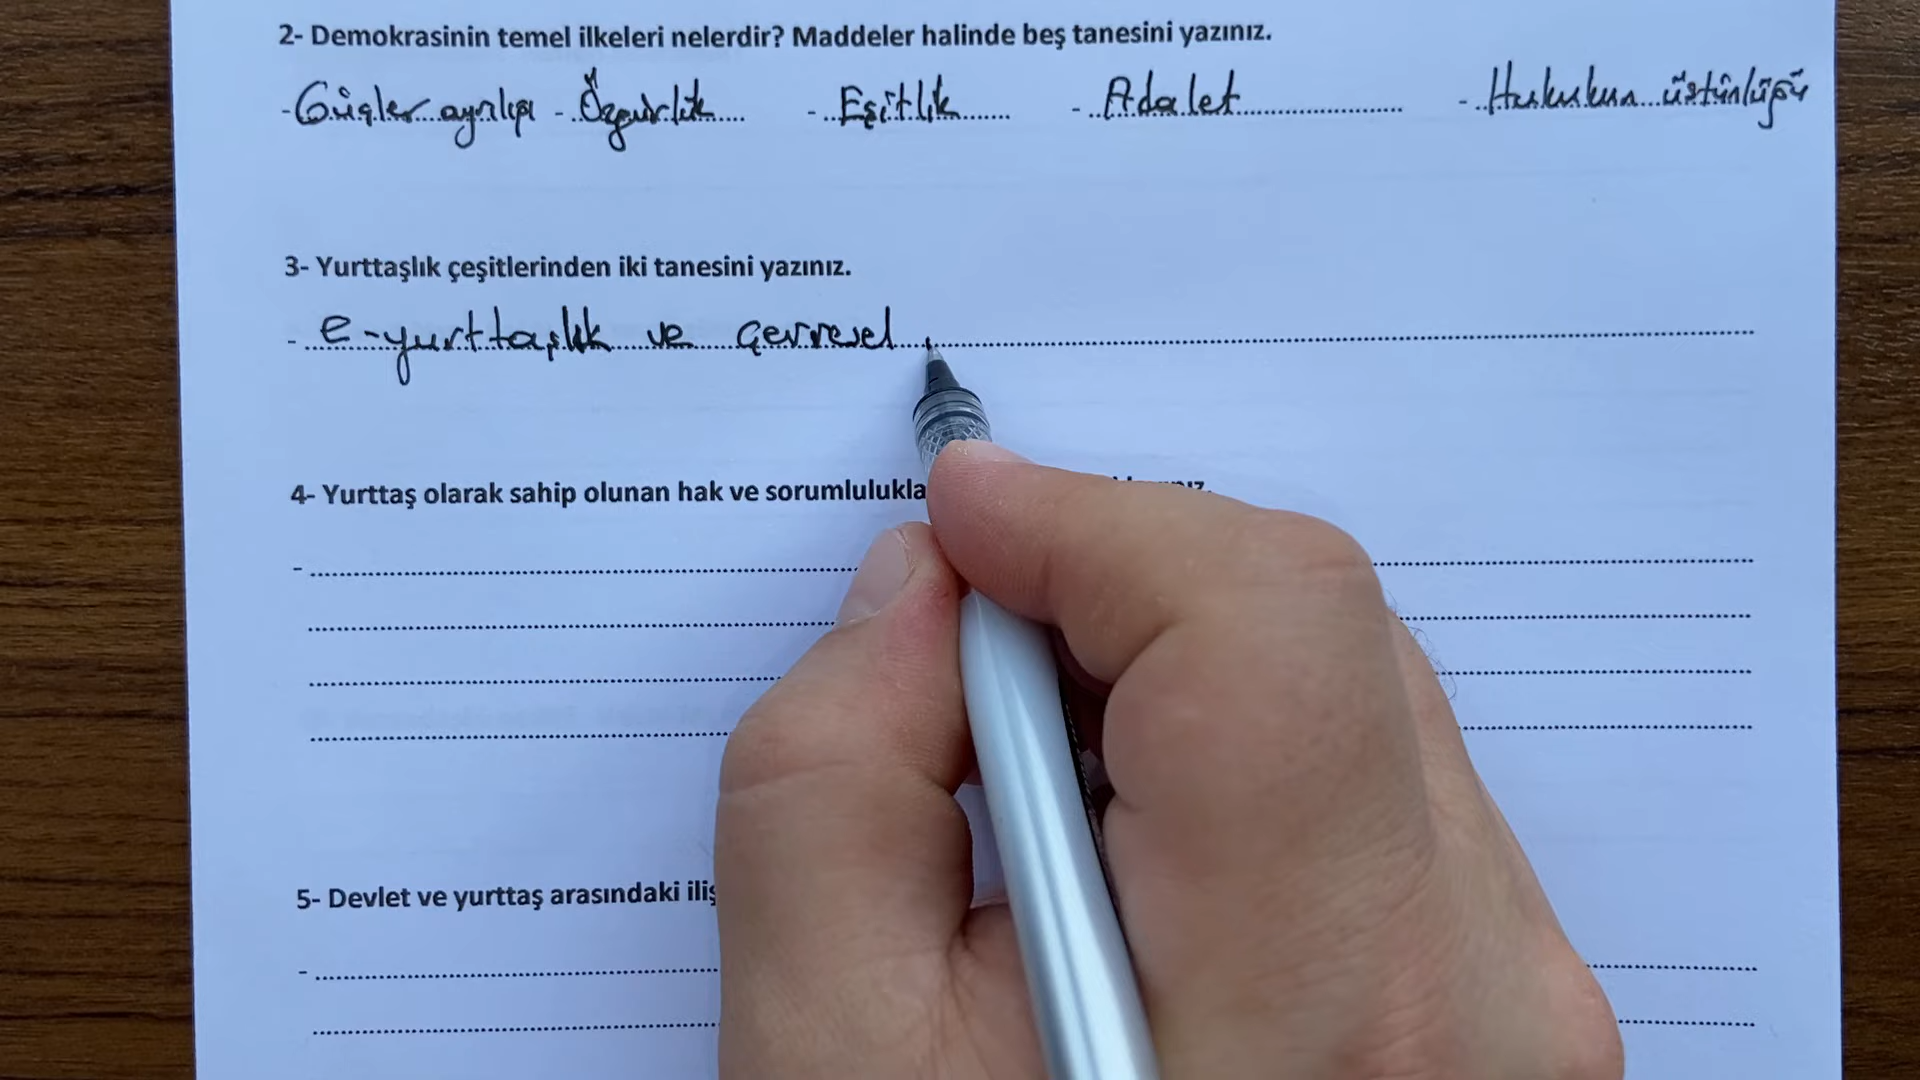 2- Demokrasinin temel ilkeleri nelerdir? Maddeler halinde beş tanesini yazınız.
- Güçler ayrılığı - Özgürlük - Eşitlik - Adalet - Hukukun üstünlüğü
3- Yurttaşlık çeşitlerinden iki tanesini yazınız.
- e-yurttaşlık ve çevresel
4- Yurttaş olarak sahip olunan hak ve
-
5- Devlet ve yurttaş arasındaki
-